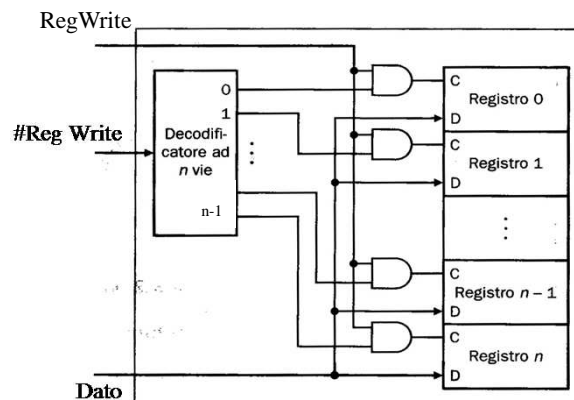 RegWrite
0
1
#Reg Write
Decodifi-
catore ad
n vie
⋮
n-1
Dato
C
Registro 0
D
C
Registro 1
D
⋮
C
Registro n – 1
D
C
Registro n
D